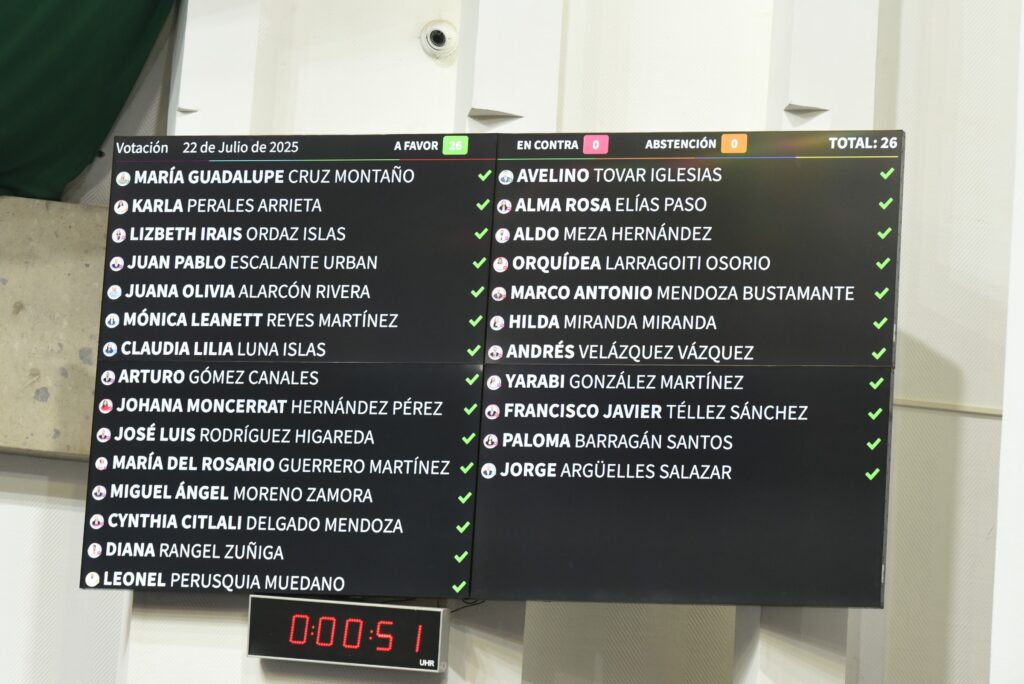 Votación 22 de Julio de 2025 A FAVOR 26 EN CONTRA 0 ABSTENCIÓN 0 TOTAL: 26
MARÍA GUADALUPE CRUZ MONTAÑO
KARLA PERALES ARRIETA
LIZBETH IRAIS ORDAZ ISLAS
JUAN PABLO ESCALANTE URBAN
JUANA OLIVIA ALARCÓN RIVERA
MÓNICA LEANETT REYES MARTÍNEZ
CLAUDIA LILIA LUNA ISLAS
ARTURO GÓMEZ CANALES
JOHANA MONCERRAT HERNÁNDEZ PÉREZ
JOSÉ LUIS RODRÍGUEZ HIGAREDA
MARÍA DEL ROSARIO GUERRERO MARTÍNEZ
MIGUEL ÁNGEL MORENO ZAMORA
CYNTHIA CITLALI DELGADO MENDOZA
DIANA RANGEL ZUÑIGA
LEONEL PERUSQUIA MUEDANO
AVELINO TOVAR IGLESIAS
ALMA ROSA ELÍAS PASO
ALDO MEZA HERNÁNDEZ
ORQUÍDEA LARRAGOITI OSORIO
MARCO ANTONIO MENDOZA BUSTAMANTE
HILDA MIRANDA MIRANDA
ANDRÉS VELÁZQUEZ VÁZQUEZ
YARABI GONZÁLEZ MARTÍNEZ
FRANCISCO JAVIER TÉLLEZ SÁNCHEZ
PALOMA BARRAGÁN SANTOS
JORGE ARGÜELLES SALAZAR
0:00:51
UHR